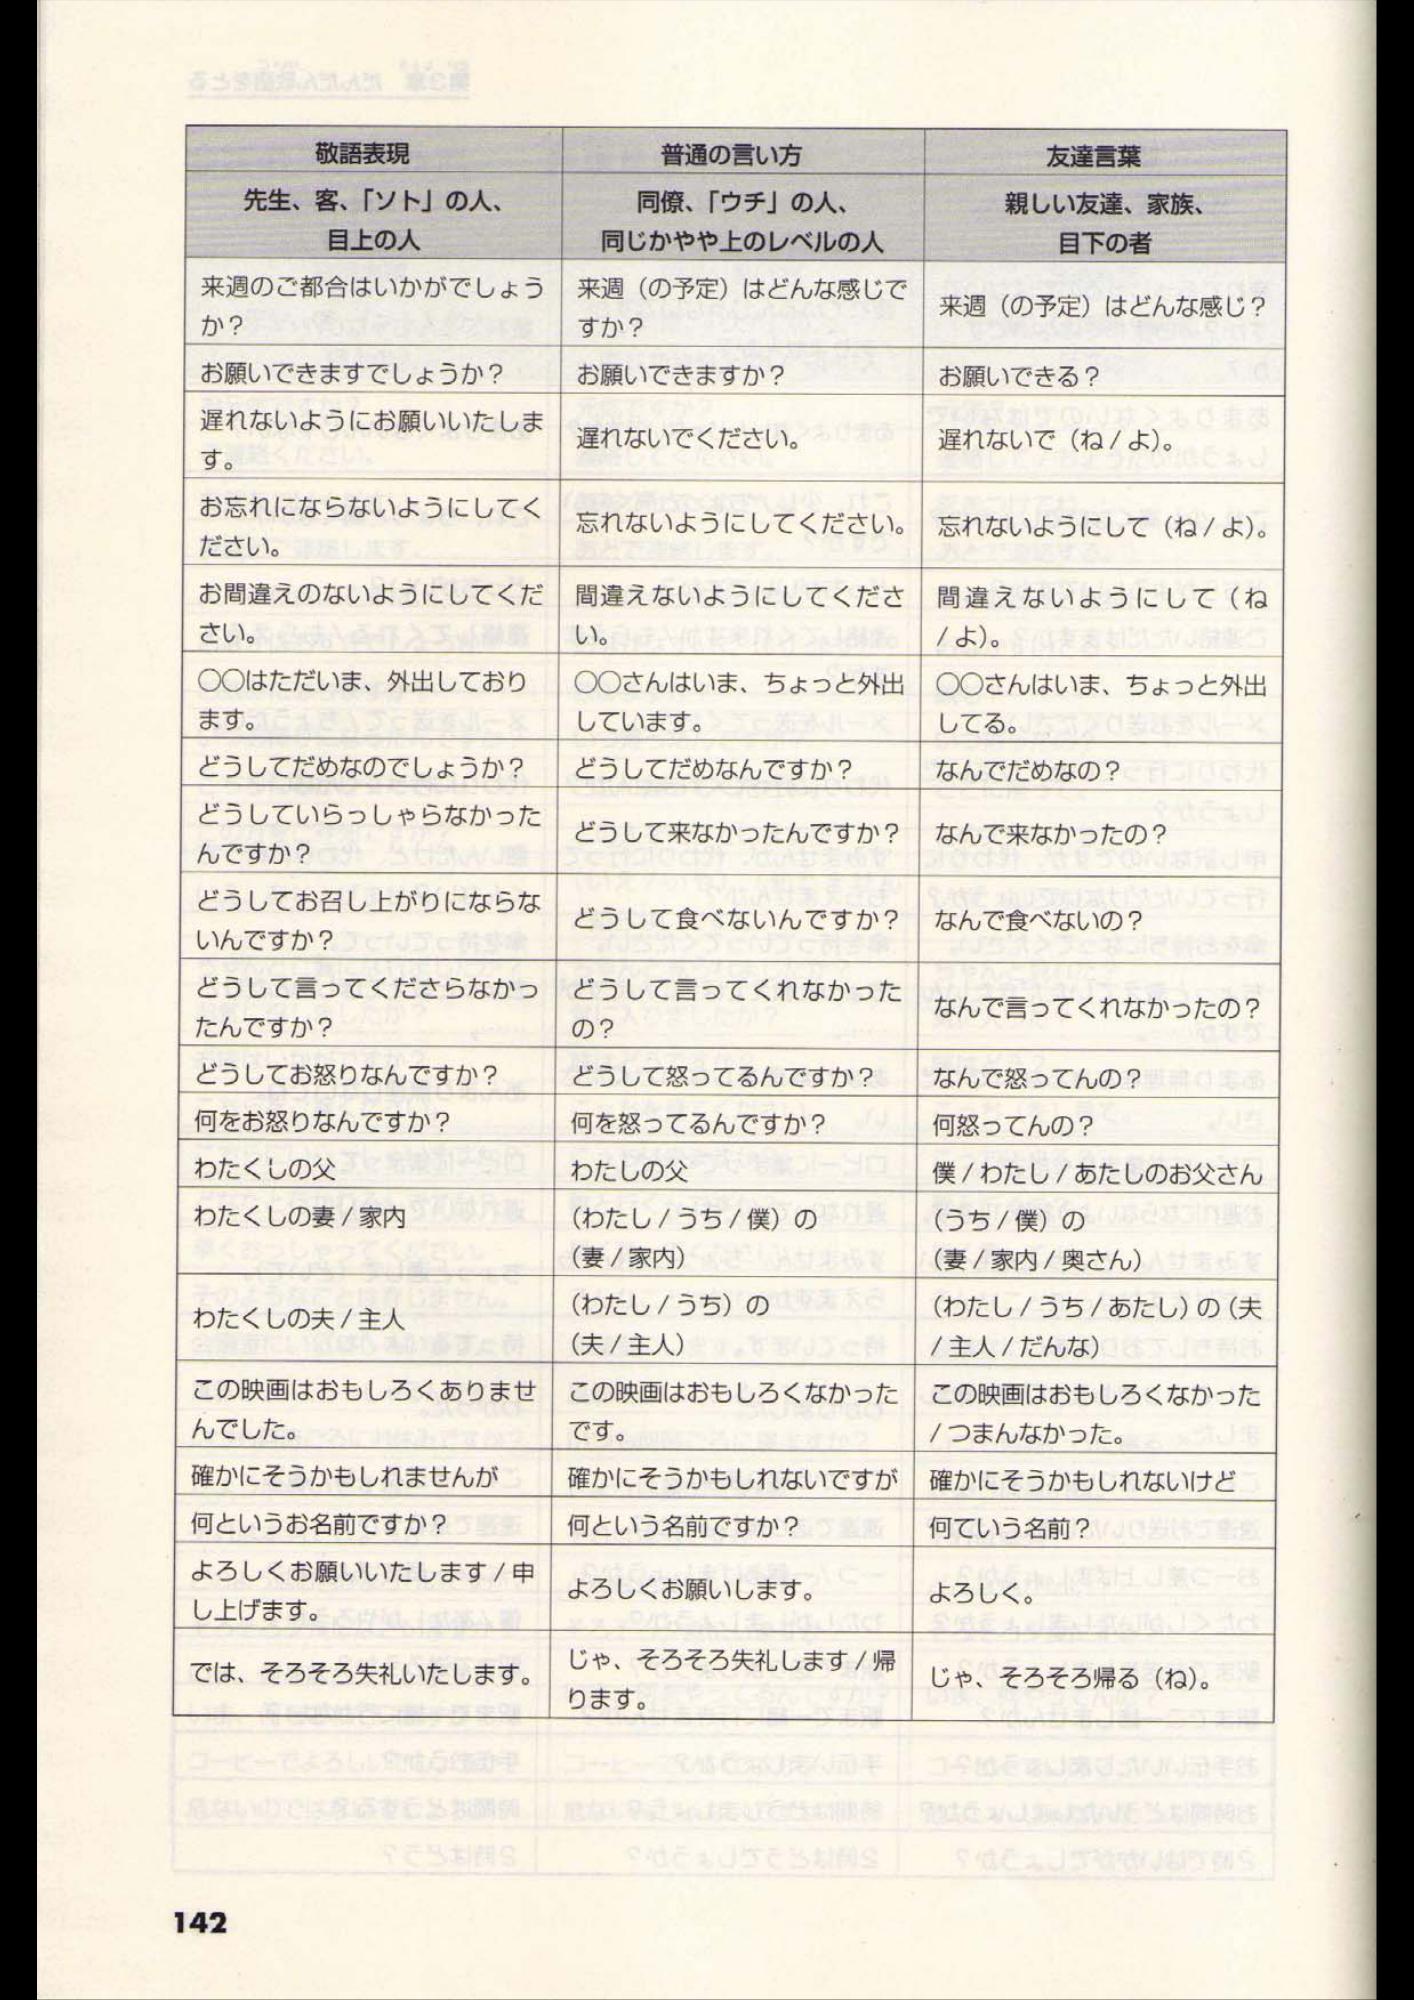 敬語表現
普通の言い方
友達言葉
先生、客、「ソト」の人、
目上の人
同僚、「ウチ」の人、
同じかやや上のレベルの人
親しい友達、家族、
目下の者
来週のご都合はいかがでしょう
か？
来週（の予定）はどんな感じで
すか？
来週（の予定）はどんな感じ？
お願いできますでしょうか？
お願いできますか？
お願いできる？
遅れないようにお願いいたしま
す。
遅れないでください。
遅れないで（ね / よ）。
お忘れにならないようにしてく
ださい。
忘れないようにしてください。
忘れないようにして（ね / よ）。
お間違えのないようにしてくだ
さい。
間違えないようにしてくださ
い。
間違えないようにして（ね
/ よ）。
〇〇はただいま、外出しており
ます。
〇〇さんはいま、ちょっと外出
しています。
〇〇さんはいま、ちょっと外出
してる。
どうしてだめなのでしょうか？
どうしてだめなんですか？
なんでだめなの？
どうしていらっしゃらなかった
んですか？
どうして来なかったんですか？
なんで来なかったの？
どうしてお召し上がりにならな
いんですか？
どうして食べないんですか？
なんで食べないの？
どうして言ってくださらなかっ
たんですか？
どうして言ってくれなかった
の？
なんで言ってくれなかったの？
どうしてお怒りなんですか？
どうして怒ってるんですか？
なんで怒ってんの？
何をお怒りなんですか？
何を怒ってるんですか？
何怒ってんの？
わたくしの父
わたしの父
僕 / わたし / あたしのお父さん
わたくしの妻 / 家内
（わたし / うち / 僕）の
（妻 / 家内）
（うち / 僕）の
（妻 / 家内 / 奥さん）
わたくしの夫 / 主人
（わたし / うち）の
（夫 / 主人）
（わたし / うち / あたし）の（夫
/ 主人 / だんな）
この映画はおもしろくありませ
んでした。
この映画はおもしろくなかった
です。
この映画はおもしろくなかった
/ つまんなかった。
確かにそうかもしれませんが
確かにそうかもしれないですが
確かにそうかもしれないけど
何というお名前ですか？
何という名前ですか？
何ていう名前？
よろしくお願いいたします / 申
し上げます。
よろしくお願いします。
よろしく。
では、そろそろ失礼いたします。
じゃ、そろそろ失礼します / 帰
ります。
じゃ、そろそろ帰る（ね）。
142